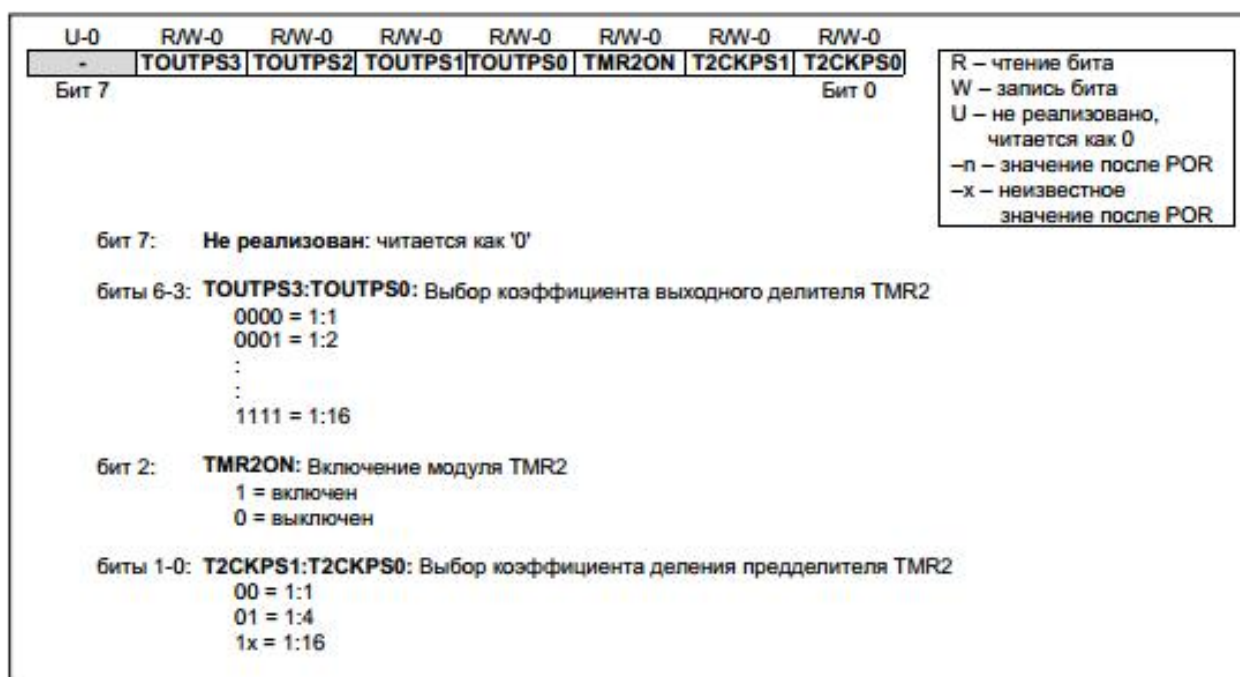 U-0 R/W-0 R/W-0 R/W-0 R/W-0 R/W-0 R/W-0 R/W-0
- TOUTPS3 TOUTPS2 TOUTPS1 TOUTPS0 TMR2ON T2CKPS1 T2CKPS0
Бит 7 Бит 0
R – чтение бита
W – запись бита
U – не реализовано,
читается как 0
–n – значение после POR
–x – неизвестное
значение после POR
бит 7: Не реализован: читается как '0'
биты 6-3: TOUTPS3:TOUTPS0: Выбор коэффициента выходного делителя TMR2
0000 = 1:1
0001 = 1:2
:
:
1111 = 1:16
бит 2: TMR2ON: Включение модуля TMR2
1 = включен
0 = выключен
биты 1-0: T2CKPS1:T2CKPS0: Выбор коэффициента деления предделителя TMR2
00 = 1:1
01 = 1:4
1x = 1:16